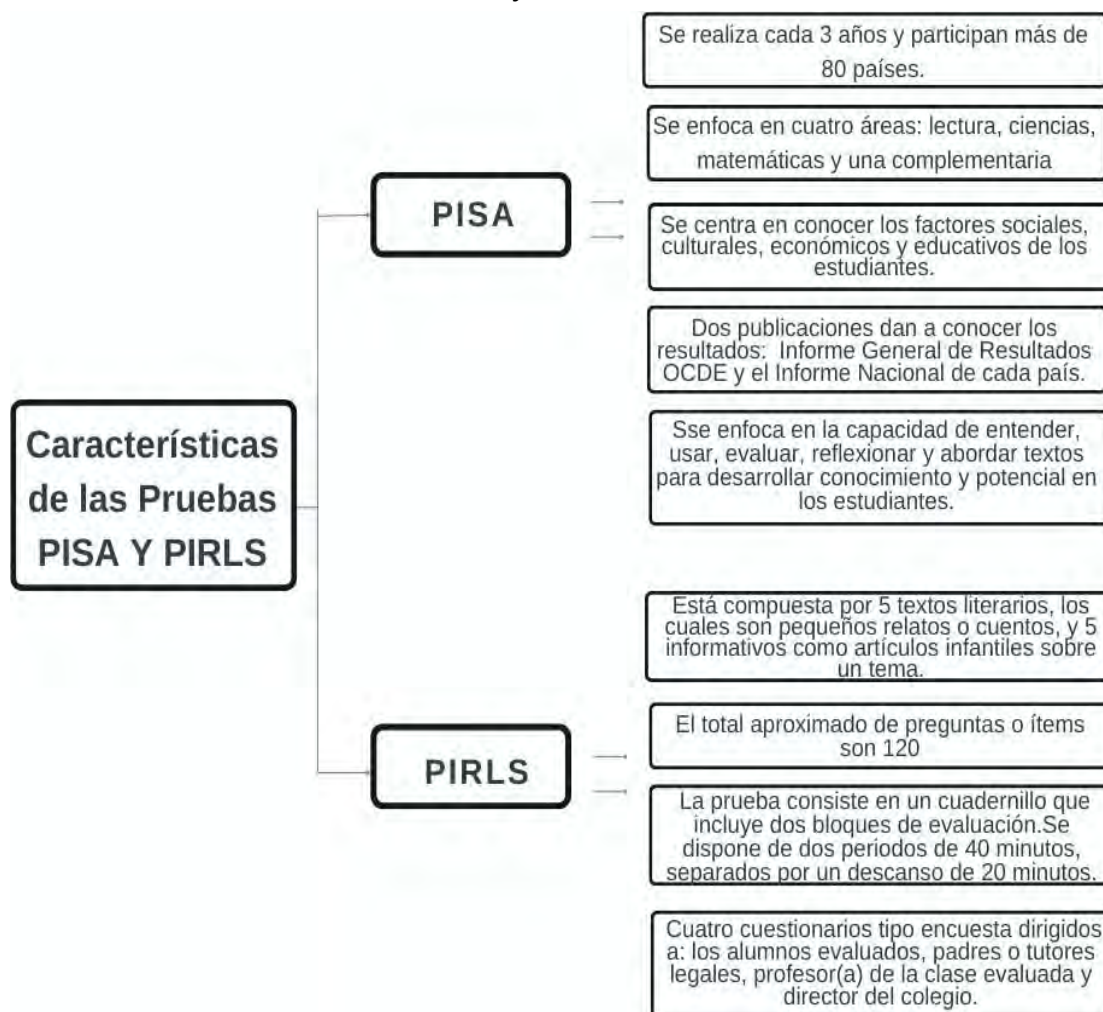 Se realiza cada 3 años y participan más de
80 países.
Se enfoca en cuatro áreas: lectura, ciencias,
matemáticas y una complementaria
PISA
Se centra en conocer los factores sociales,
culturales, económicos y educativos de los
estudiantes.
Dos publicaciones dan a conocer los
resultados: Informe General de Resultados
OCDE y el Informe Nacional de cada país.
Características
de las Pruebas
PISA Y PIRLS
Sse enfoca en la capacidad de entender,
usar, evaluar, reflexionar y abordar textos
para desarrollar conocimiento y potencial en
los estudiantes.
Está compuesta por 5 textos literarios, los
cuales son pequeños relatos o cuentos, y 5
informativos como artículos infantiles sobre
un tema.
El total aproximado de preguntas o ítems
son 120
PIRLS
La prueba consiste en un cuadernillo que
incluye dos bloques de evaluación.Se
dispone de dos periodos de 40 minutos,
separados por un descanso de 20 minutos.
Cuatro cuestionarios tipo encuesta dirigidos
a: los alumnos evaluados, padres o tutores
legales, profesor(a) de la clase evaluada y
director del colegio.